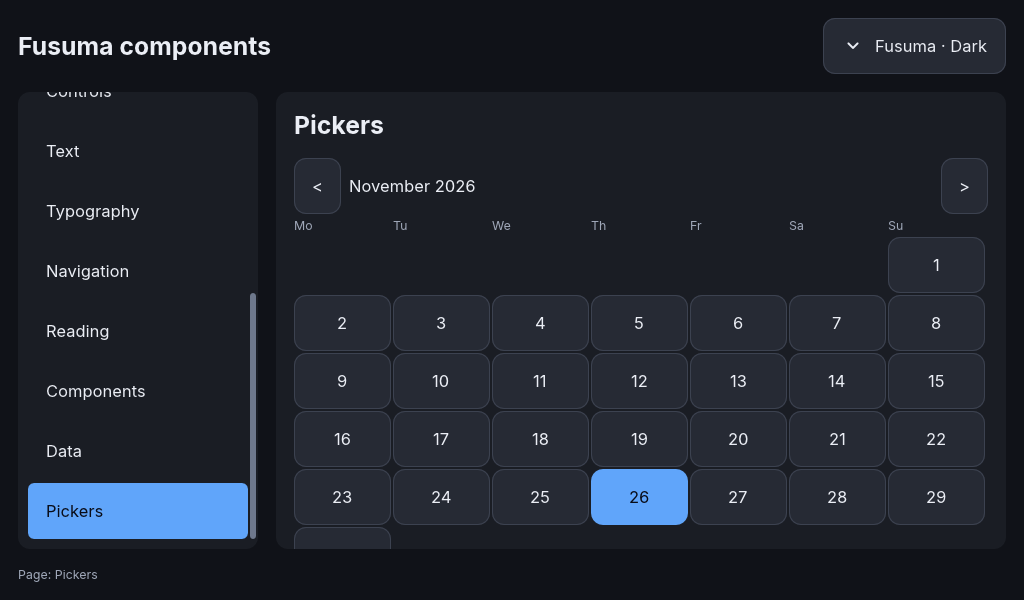 Fusuma components
Fusuma · Dark
Controls
Text
Typography
Navigation
Reading
Components
Data
Pickers
Pickers
< November 2026 >
Mo Tu We Th Fr Sa Su
1
2 3 4 5 6 7 8
9 10 11 12 13 14 15
16 17 18 19 20 21 22
23 24 25 26 27 28 29
Page: Pickers